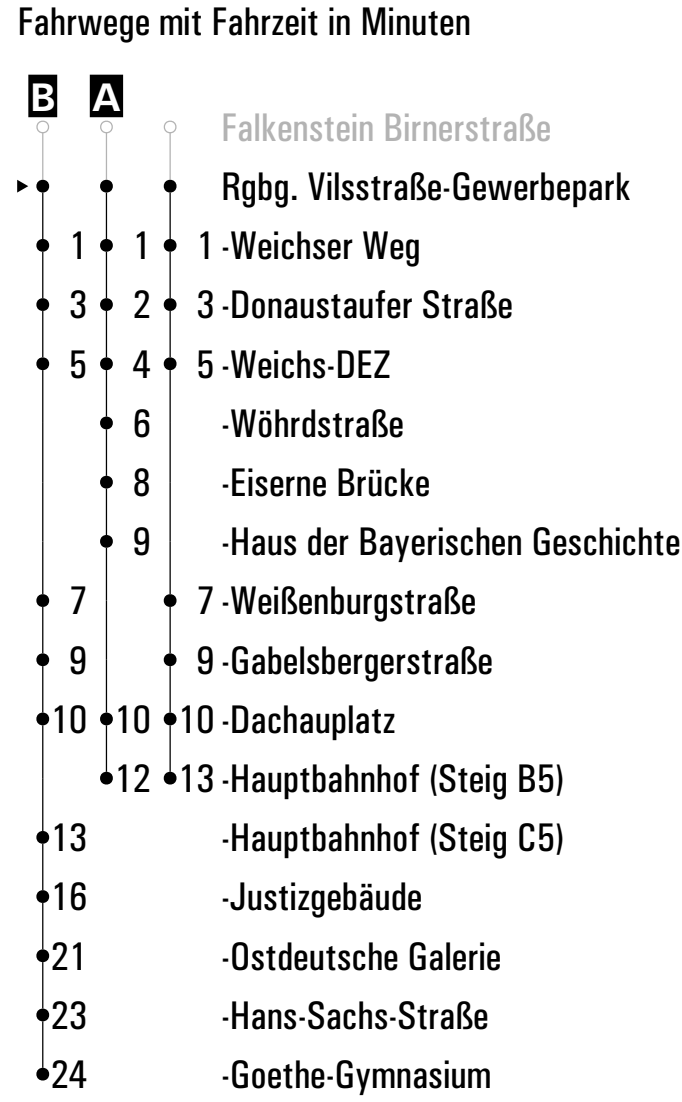 Fahrwege mit Fahrzeit in Minuten
B A
Falkenstein Birnerstraße
Rgbg. Vilsstraße-Gewerbepark
1 1 1 -Weichser Weg
3 2 3 -Donaustaufer Straße
5 4 5 -Weichs-DEZ
6 -Wöhrdstraße
8 -Eiserne Brücke
9 -Haus der Bayerischen Geschichte
7 7 -Weißenburgstraße
9 9 -Gabelsbergerstraße
10 10 10 -Dachauplatz
12 13 -Hauptbahnhof (Steig B5)
13 -Hauptbahnhof (Steig C5)
16 -Justizgebäude
21 -Ostdeutsche Galerie
23 -Hans-Sachs-Straße
24 -Goethe-Gymnasium